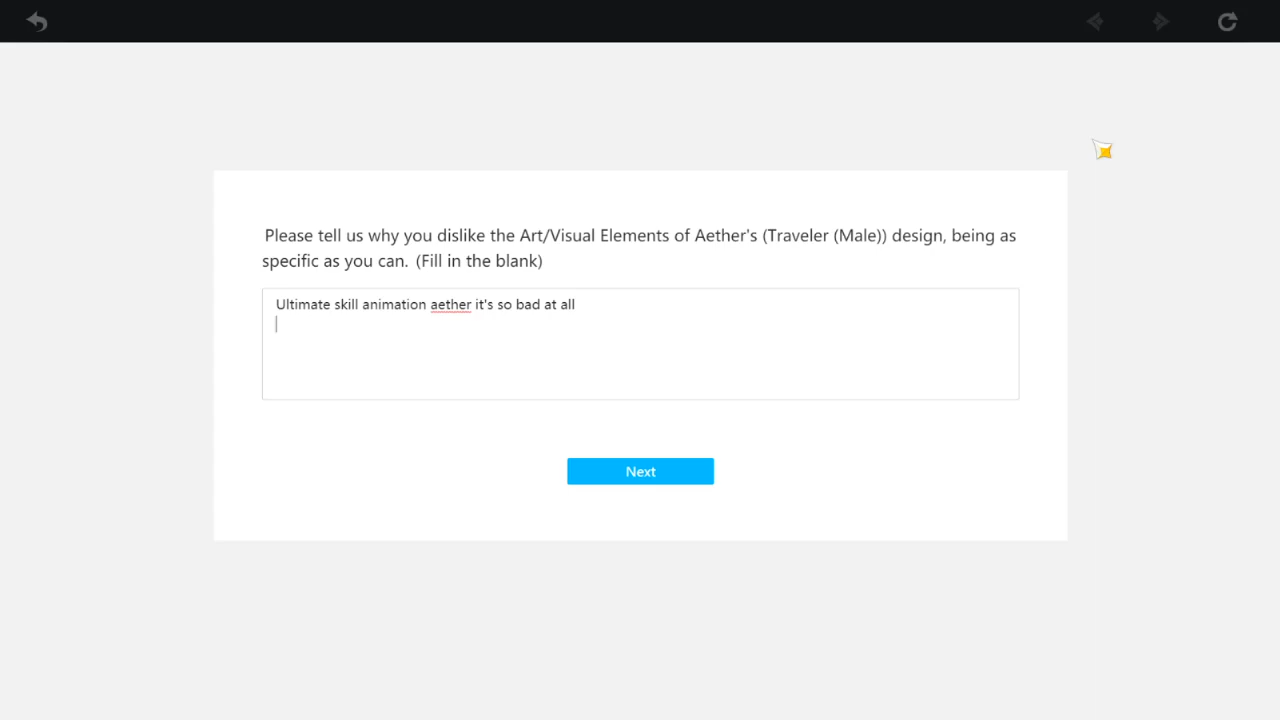 Please tell us why you dislike the Art/Visual Elements of Aether's (Traveler (Male)) design, being as
specific as you can. (Fill in the blank)
Ultimate skill animation aether it's so bad at all
Next